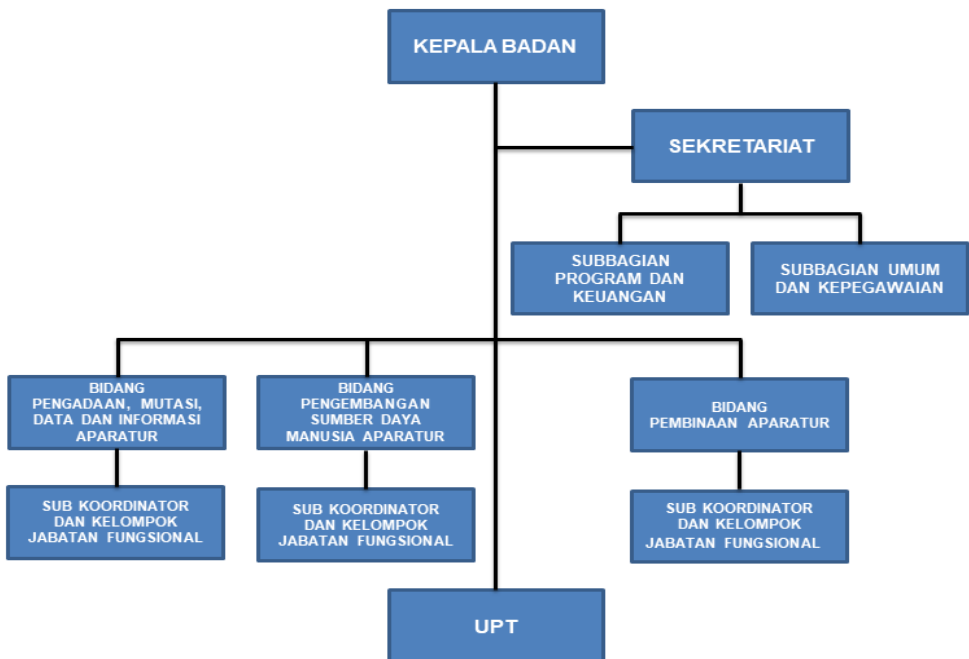 KEPALA BADAN
SEKRETARIAT
SUBBAGIAN
PROGRAM DAN
KEUANGAN
SUBBAGIAN UMUM
DAN KEPEGAWAIAN
BIDANG
PENGADAAN, MUTASI,
DATA DAN INFORMASI
APARATUR
BIDANG
PENGEMBANGAN
SUMBER DAYA
MANUSIA APARATUR
BIDANG
PEMBINAAN APARATUR
SUB KOORDINATOR
DAN KELOMPOK
JABATAN FUNGSIONAL
SUB KOORDINATOR
DAN KELOMPOK
JABATAN FUNGSIONAL
SUB KOORDINATOR
DAN KELOMPOK
JABATAN FUNGSIONAL
UPT